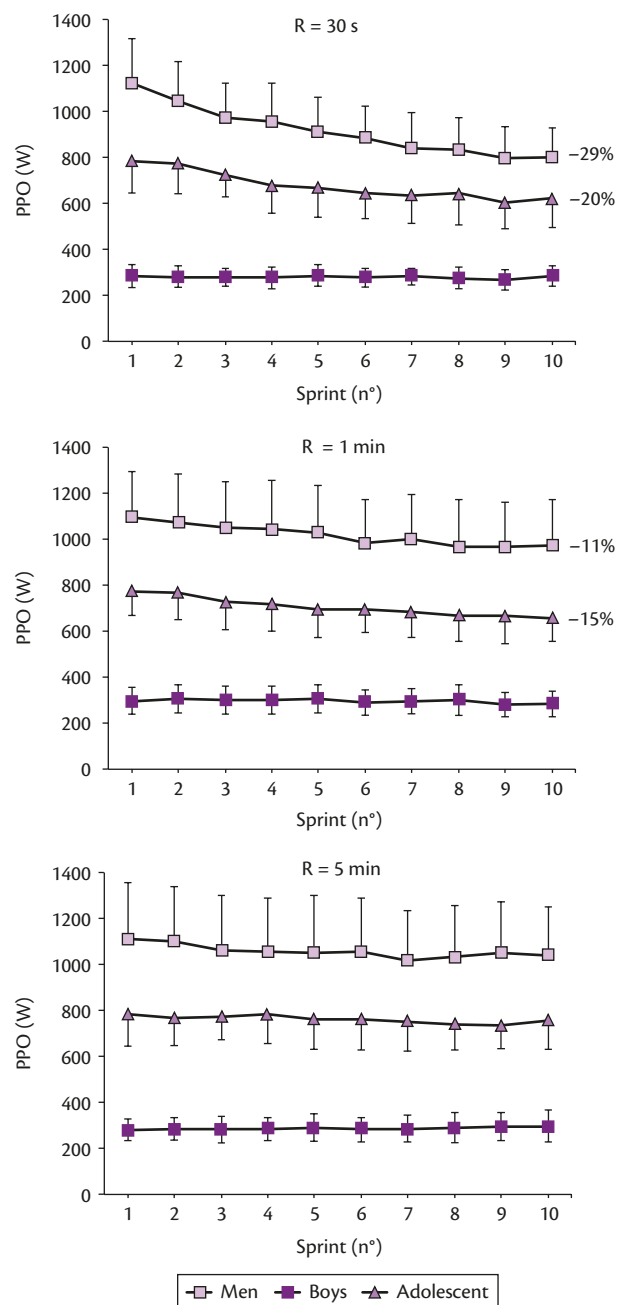 R = 30 s
1400
1200
1000
800
600
400
200
0
PPO (W)
–29%
–20%
1 2 3 4 5 6 7 8 9 10
Sprint (n°)
R = 1 min
1400
1200
1000
800
600
400
200
0
PPO (W)
–11%
–15%
1 2 3 4 5 6 7 8 9 10
Sprint (n°)
R = 5 min
1400
1200
1000
800
600
400
200
0
PPO (W)
1 2 3 4 5 6 7 8 9 10
Sprint (n°)
Men Boys Adolescent